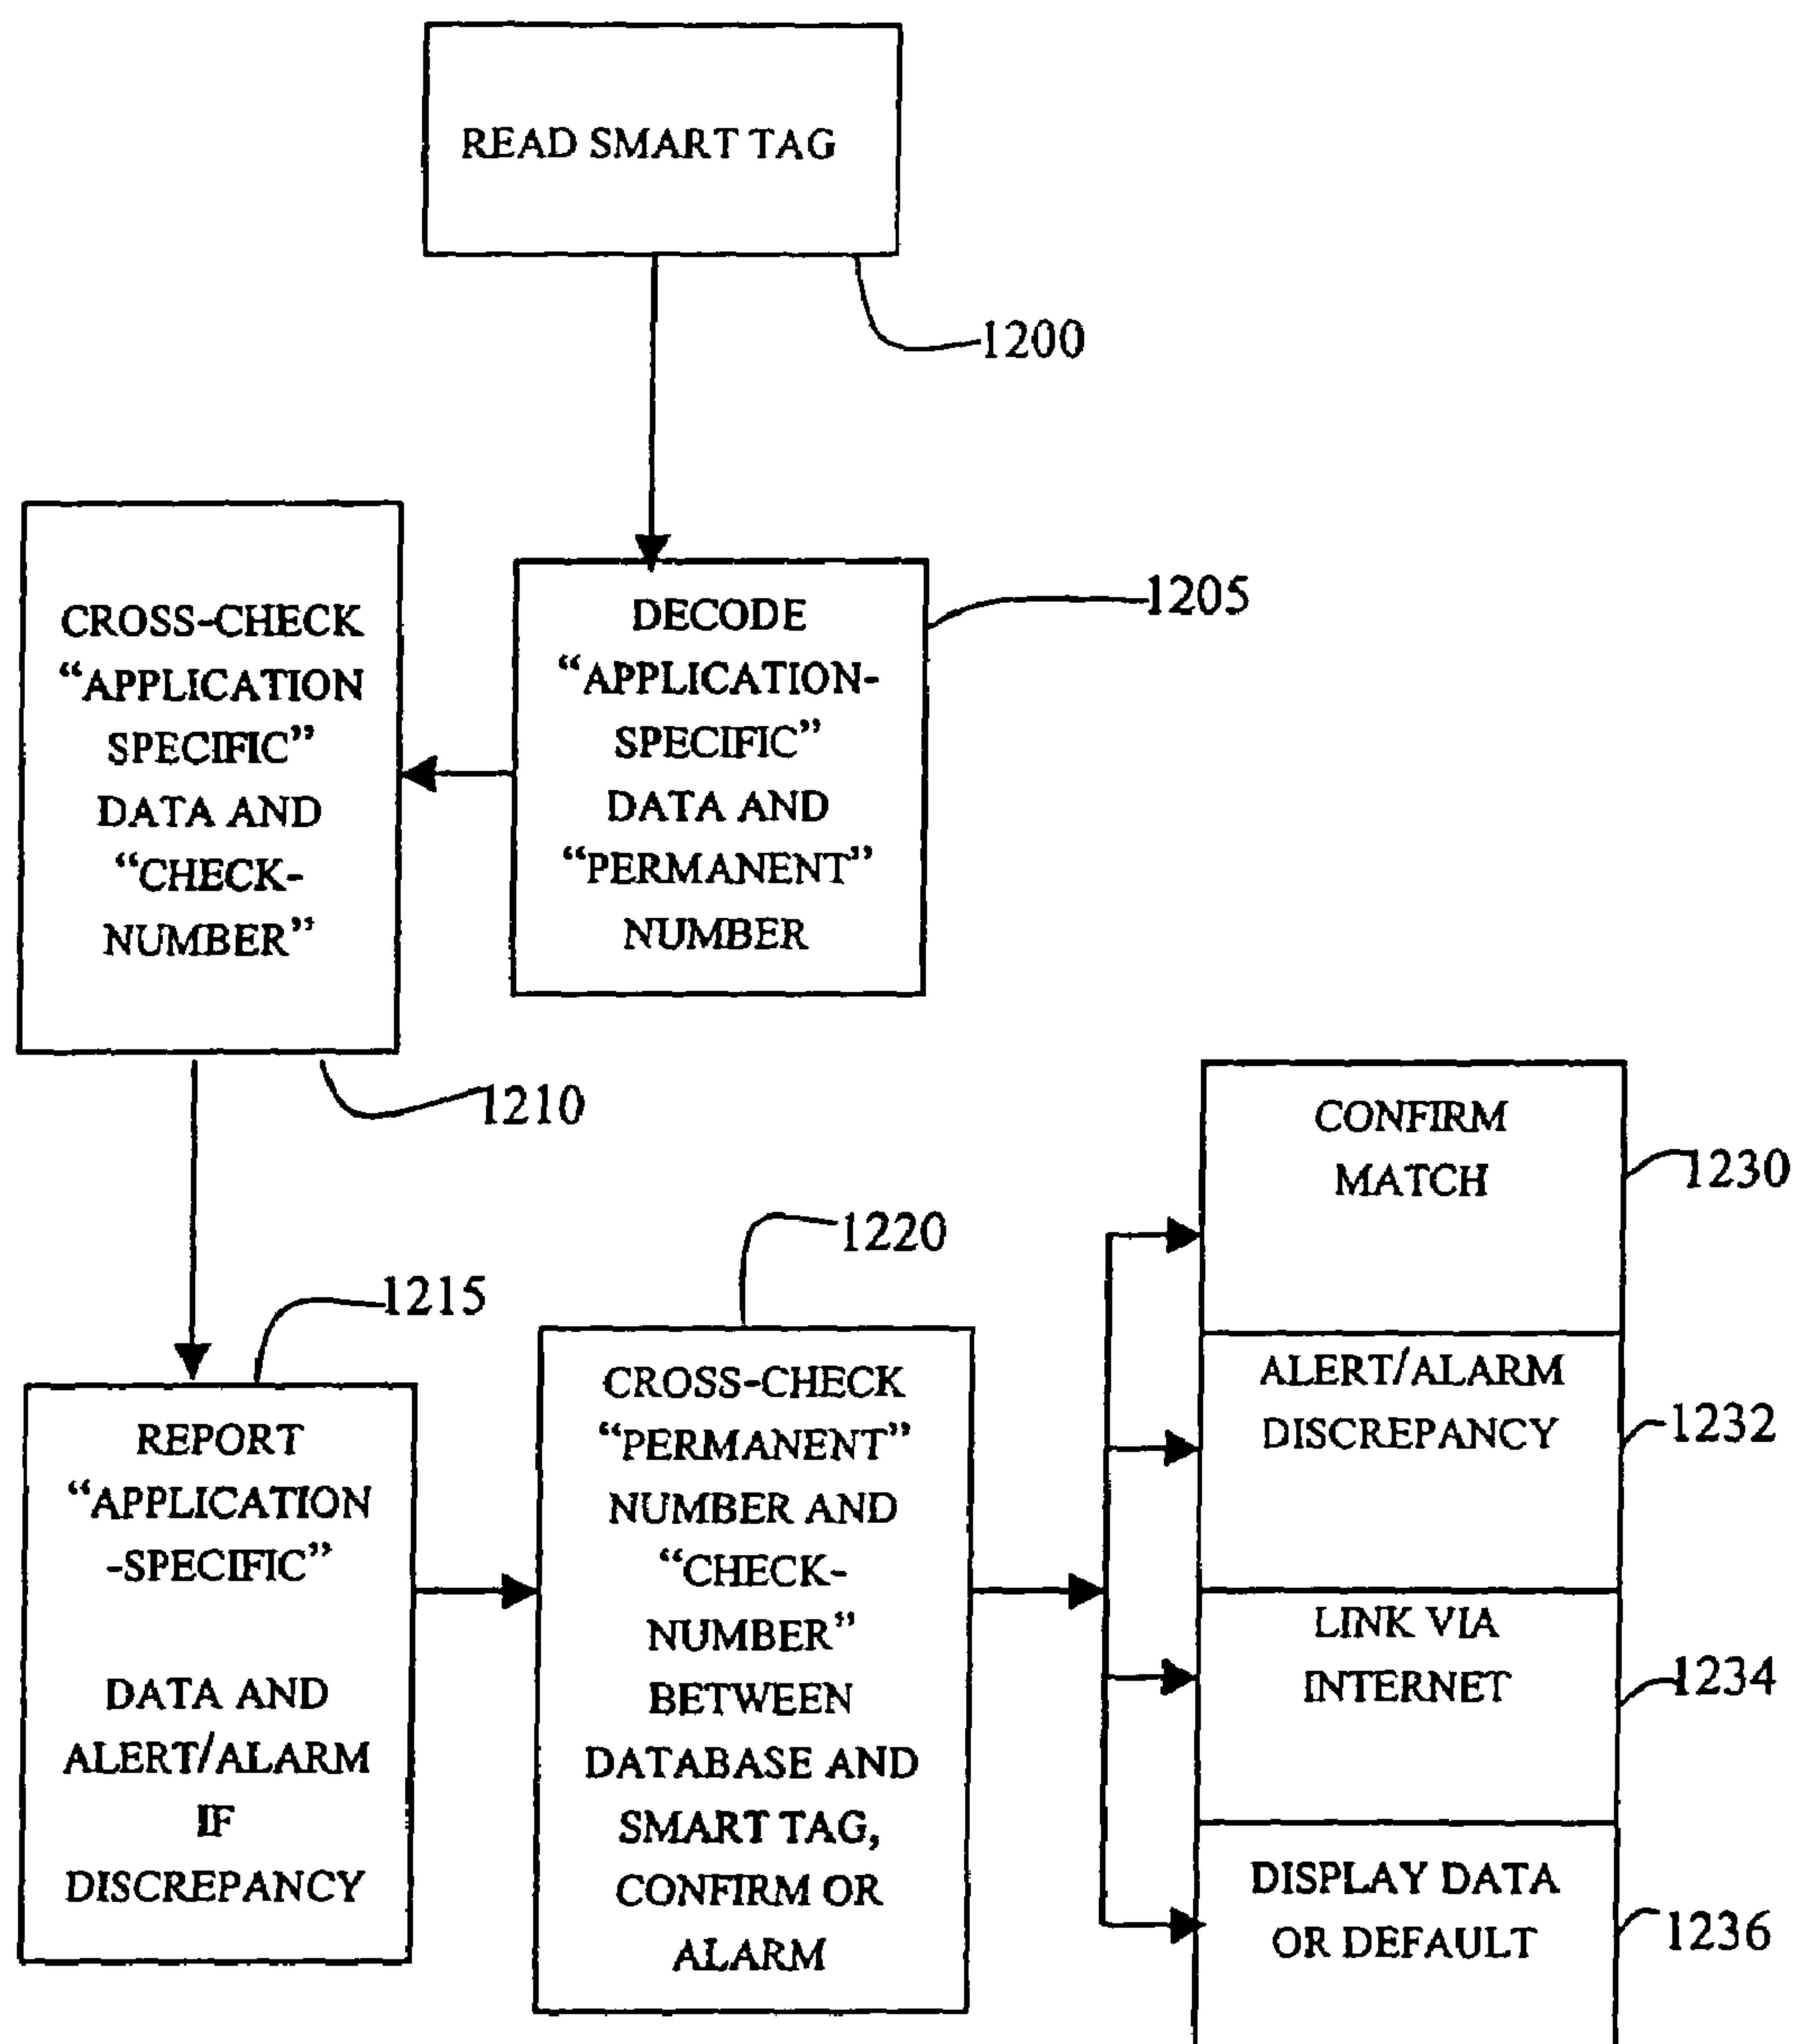 READ SMART TAG
1200
DECODE
“APPLICATION-
SPECIFIC”
DATA AND
“PERMANENT”
NUMBER
1205
CROSS-CHECK
“APPLICATION
SPECIFIC”
DATA AND
“CHECK-
NUMBER”
1210
REPORT
“APPLICATION
-SPECIFIC”
DATA AND
ALERT/ALARM
IF
DISCREPANCY
1215
CROSS-CHECK
“PERMANENT”
NUMBER AND
“CHECK-
NUMBER”
BETWEEN
DATABASE AND
SMART TAG,
CONFIRM OR
ALARM
1220
CONFIRM
MATCH
1230
ALERT/ALARM
DISCREPANCY
1232
LINK VIA
INTERNET
1234
DISPLAY DATA
OR DEFAULT
1236